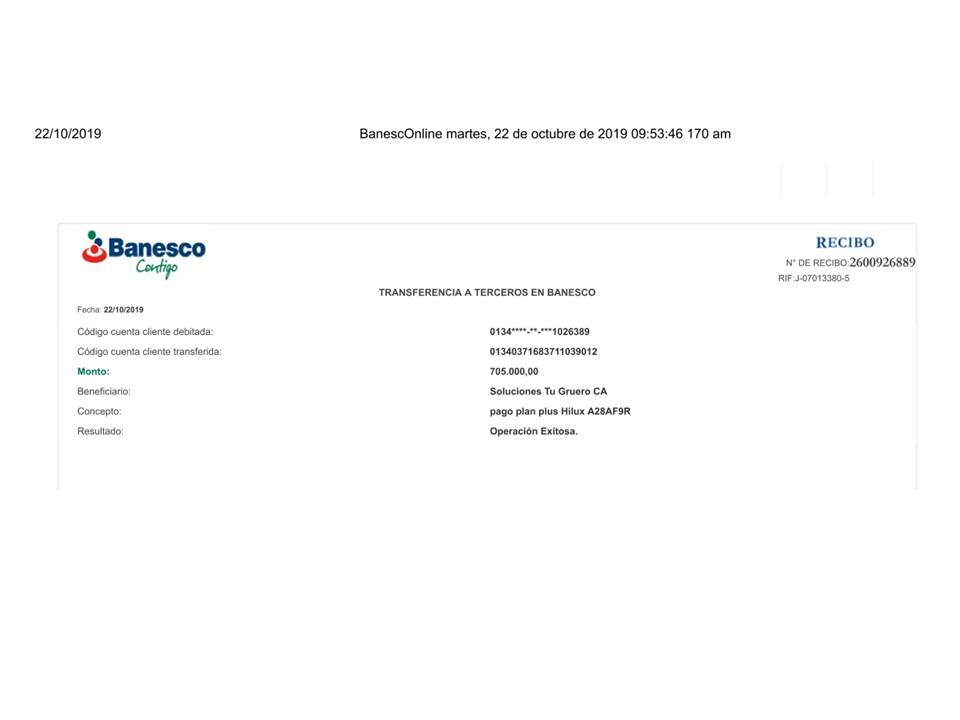 22/10/2019 BanescOnline martes, 22 de octubre de 2019 09:53:46 170 am
Banesco
Contigo
RECIBO
N° DE RECIBO:2600926889
RIF:J-07013380-5
TRANSFERENCIA A TERCEROS EN BANESCO
Fecha: 22/10/2019
Código cuenta cliente debitada: 0134****-**-***1026389
Código cuenta cliente transferida: 01340371683711039012
Monto: 705.000,00
Beneficiario: Soluciones Tu Gruero CA
Concepto: pago plan plus Hilux A28AF9R
Resultado: Operación Exitosa.